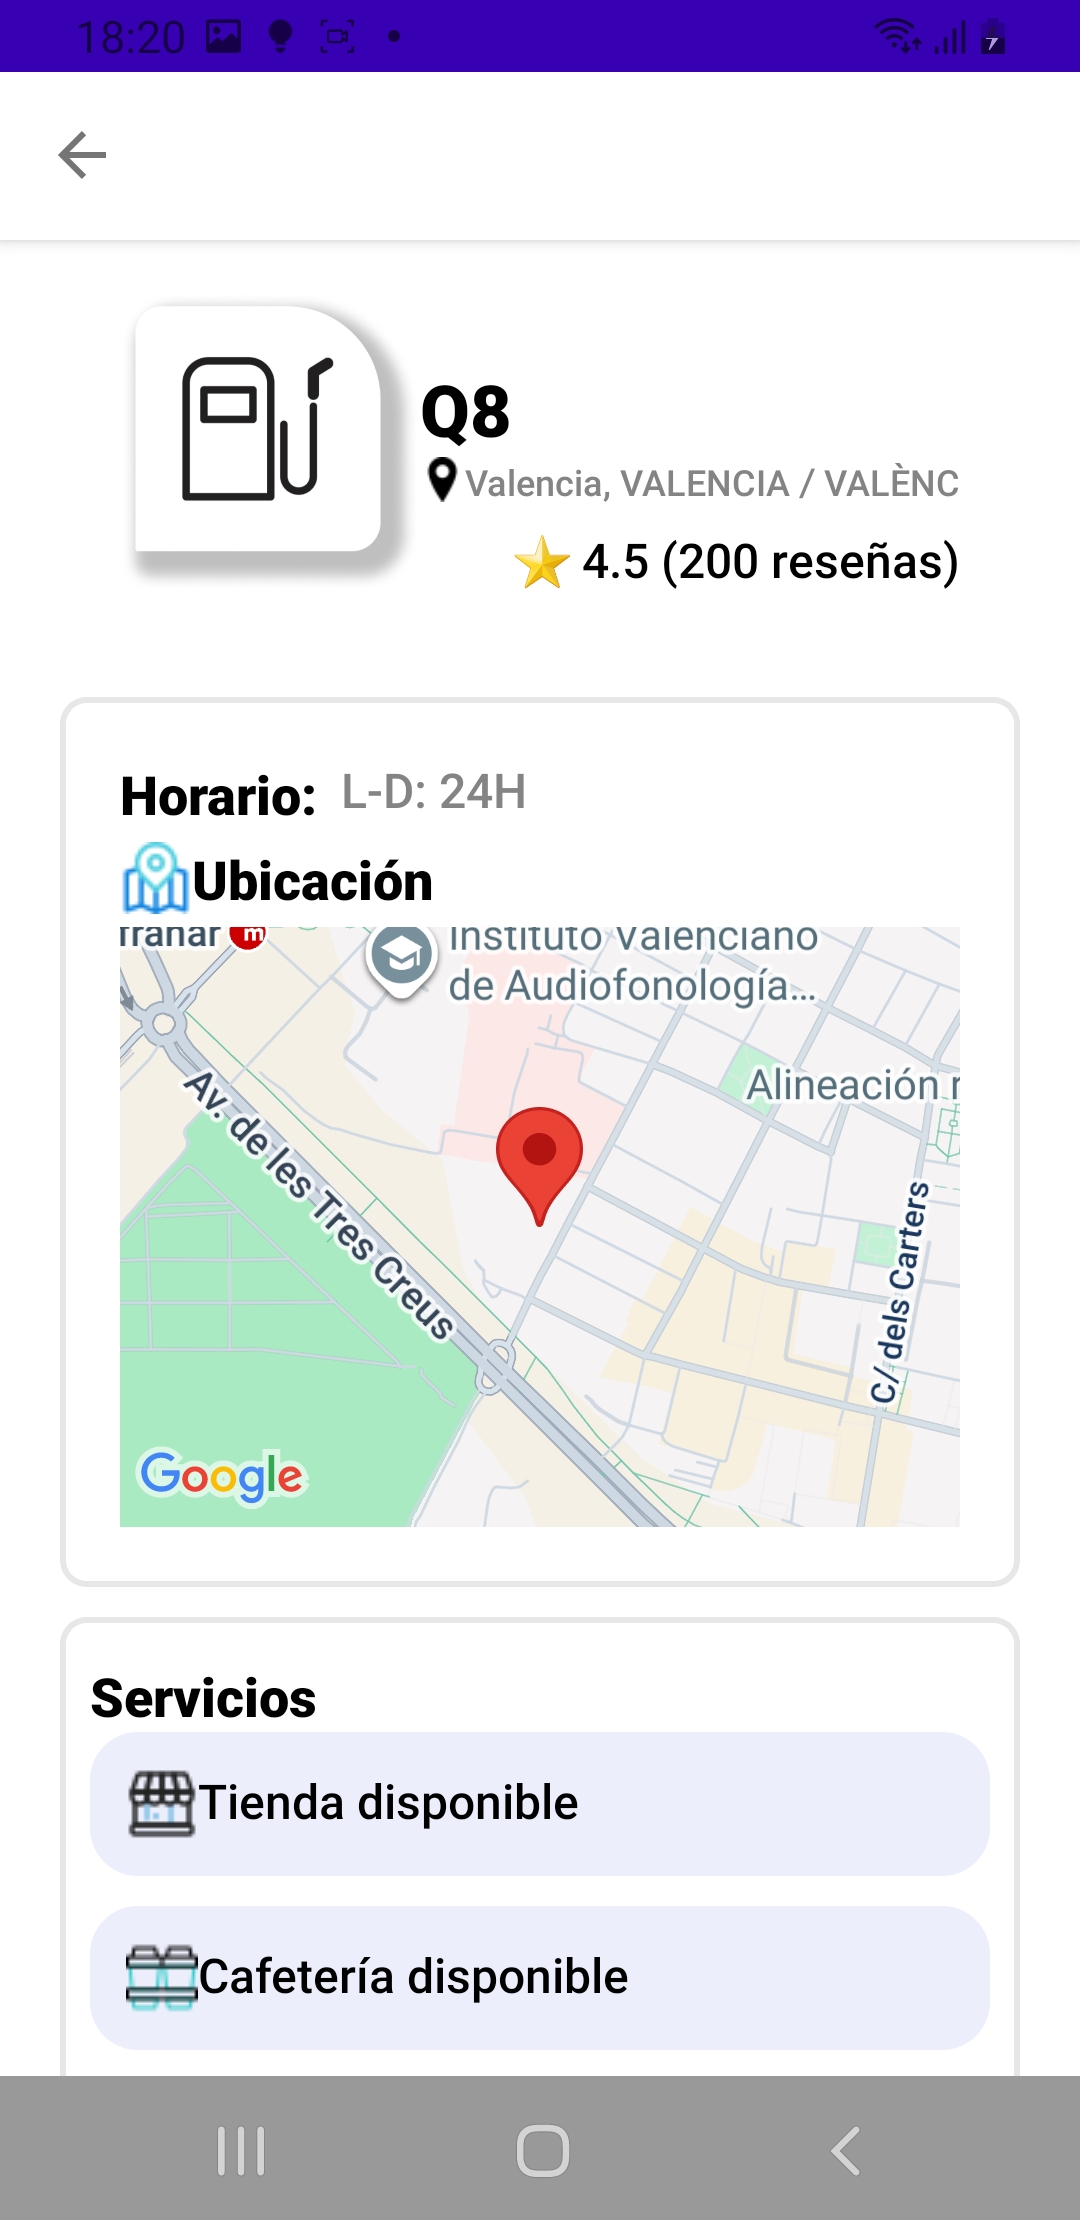 18:20
Q8
Valencia, VALENCIA / VALÈNC
4.5 (200 reseñas)
Horario: L-D: 24H
Ubicación
m
Instituto Valenciano
de Audiofonología...
Alineación
Av. de les Tres Creus
C/ dels Carters
Google
Servicios
Tienda disponible
Cafetería disponible